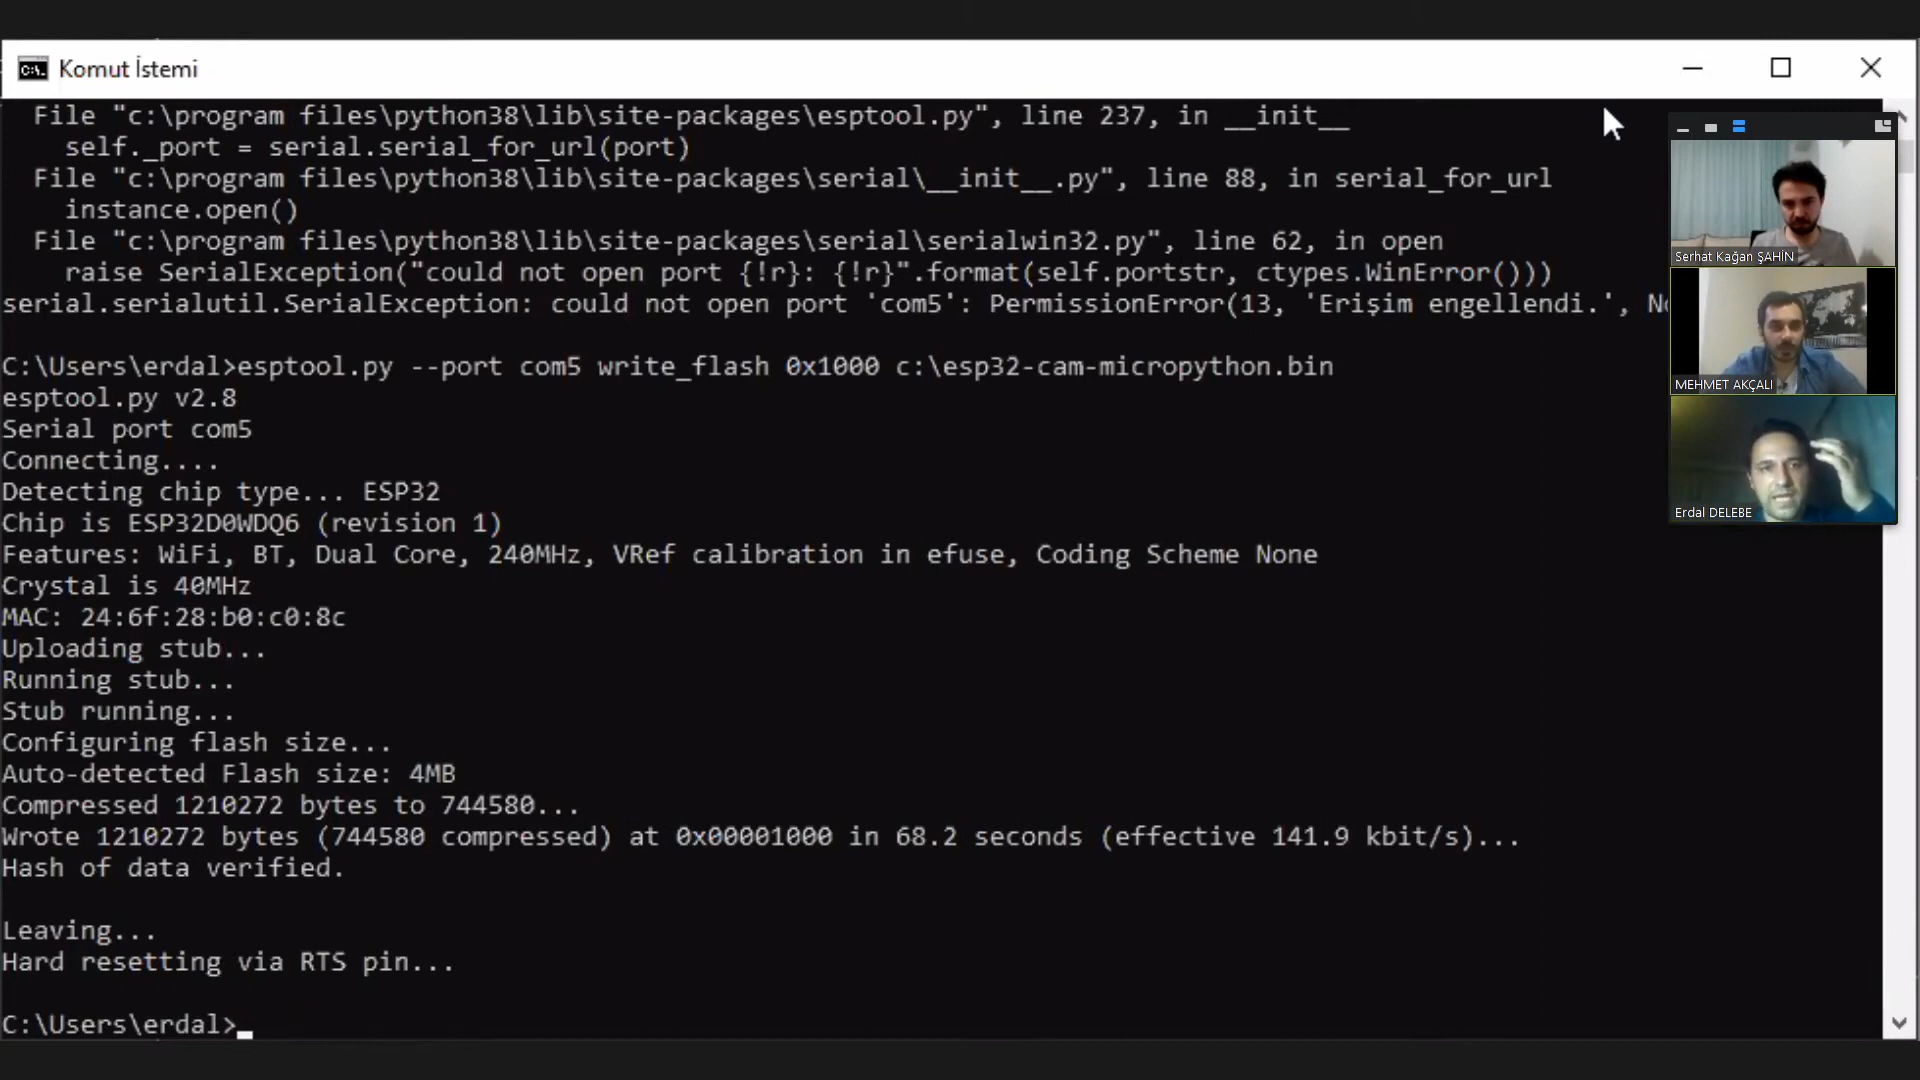 Komut İstemi
File "c:\program files\python38\lib\site-packages\esptool.py", line 237, in __init__
self._port = serial.serial_for_url(port)
File "c:\program files\python38\lib\site-packages\serial\__init__.py", line 88, in serial_for_url
instance.open()
File "c:\program files\python38\lib\site-packages\serial\serialwin32.py", line 62, in open
raise SerialException("could not open port {!r}: {!r}".format(self.portstr, ctypes.WinError()))
serial.serialutil.SerialException: could not open port 'com5': PermissionError(13, 'Erişim engellendi.',
C:\Users\erdal>esptool.py --port com5 write_flash 0x1000 c:\esp32-cam-micropython.bin
esptool.py v2.8
Serial port com5
Connecting....
Detecting chip type... ESP32
Chip is ESP32D0WDQ6 (revision 1)
Features: WiFi, BT, Dual Core, 240MHz, VRef calibration in efuse, Coding Scheme None
Crystal is 40MHz
MAC: 24:6f:28:b0:c0:8c
Uploading stub...
Running stub...
Stub running...
Configuring flash size...
Auto-detected Flash size: 4MB
Compressed 1210272 bytes to 744580...
Wrote 1210272 bytes (744580 compressed) at 0x00001000 in 68.2 seconds (effective 141.9 kbit/s)...
Hash of data verified.
Leaving...
Hard resetting via RTS pin...
C:\Users\erdal>
Serhat Kağan ŞAHİN
MEHMET AKÇALI
Erdal DELEBE